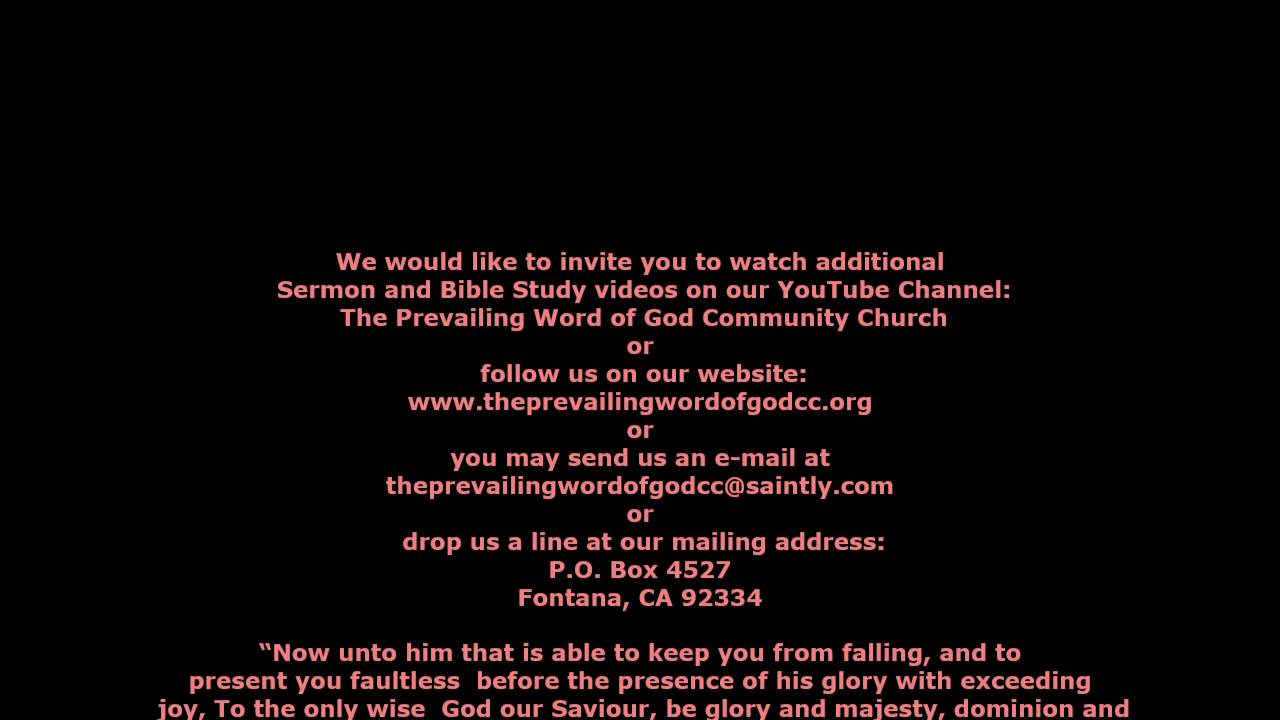 We would like to invite you to watch additional
Sermon and Bible Study videos on our YouTube Channel:
The Prevailing Word of God Community Church
or
follow us on our website:
www.theprevailingwordofgodcc.org
or
you may send us an e-mail at
theprevailingwordofgodcc@saintly.com
or
drop us a line at our mailing address:
P.O. Box 4527
Fontana, CA 92334
“Now unto him that is able to keep you from falling, and to
present you faultless  before the presence of his glory with exceeding
joy, To the only wise  God our Saviour, be glory and majesty, dominion and